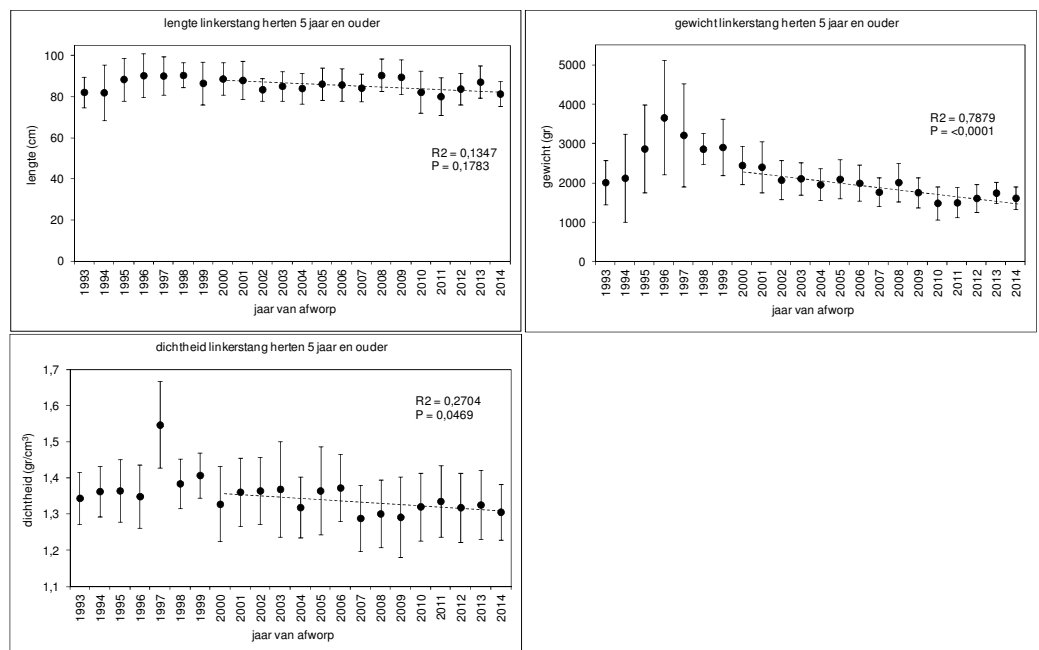 lengte linkerstang herten 5 jaar en ouder
lengte (cm)
100
80
60
40
20
0
R2 = 0,1347
P = 0,1783
1993 1994 1995 1996 1997 1998 1999 2000 2001 2002 2003 2004 2005 2006 2007 2008 2009 2010 2011 2012 2013 2014
jaar van afworp
gewicht linkerstang herten 5 jaar en ouder
gewicht (gr)
5000
4000
3000
2000
1000
0
R2 = 0,7879
P = <0,0001
1993 1994 1995 1996 1997 1998 1999 2000 2001 2002 2003 2004 2005 2006 2007 2008 2009 2010 2011 2012 2013 2014
jaar van afworp
dichtheid linkerstang herten 5 jaar en ouder
dichtheid (gr/cm³)
1,7
1,6
1,5
1,4
1,3
1,2
1,1
R2 = 0,2704
P = 0,0469
1993 1994 1995 1996 1997 1998 1999 2000 2001 2002 2003 2004 2005 2006 2007 2008 2009 2010 2011 2012 2013 2014
jaar van afworp